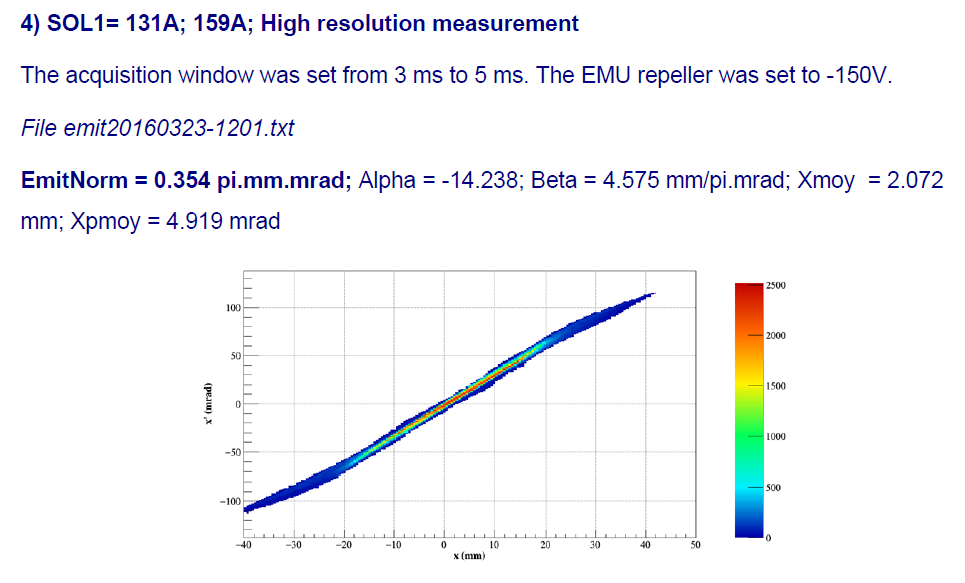 4) SOL1= 131A; 159A; High resolution measurement
The acquisition window was set from 3 ms to 5 ms. The EMU repeller was set to -150V.
File emit20160323-1201.txt
EmitNorm = 0.354 pi.mm.mrad; Alpha = -14.238; Beta = 4.575 mm/pi.mrad; Xmoy = 2.072
mm; Xpmoy = 4.919 mrad
x' (mrad)
100
50
0
−50
−100
−40 −30 −20 −10 0 10 20 30 40 50
x (mm)
2500
2000
1500
1000
500
0